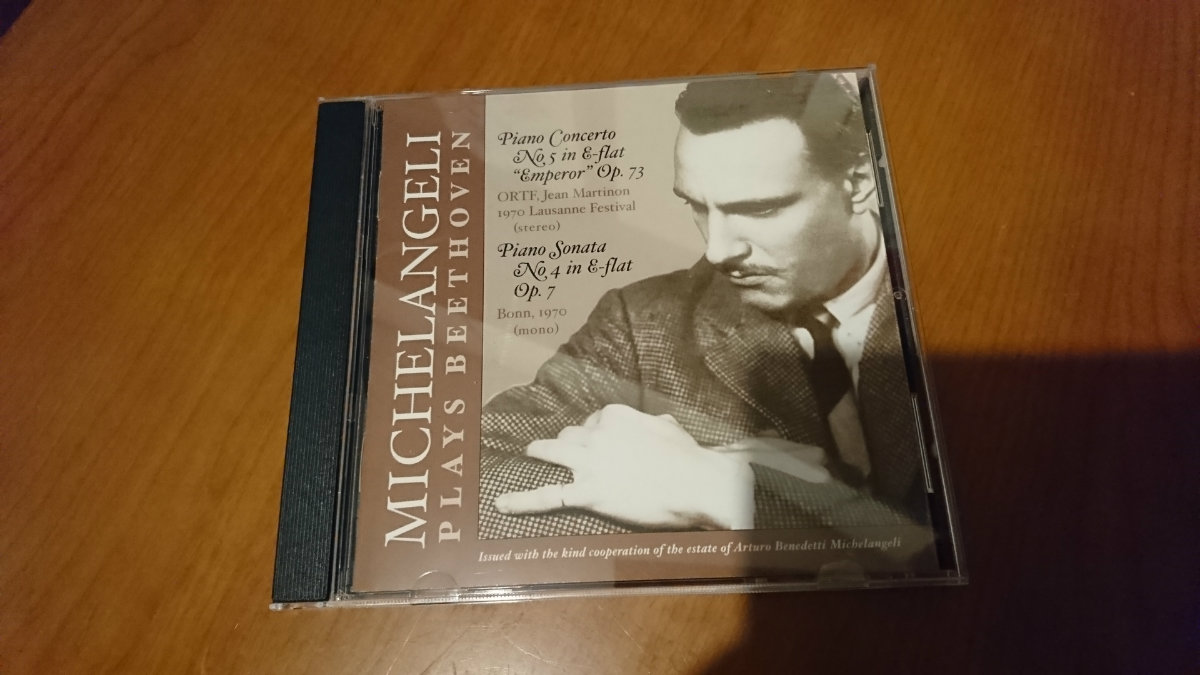 MICHELANGELI
PLAYS BEETHOVEN
Piano Concerto
No. 5 in E-flat
“Emperor” Op. 73
ORTF, Jean Martinon
1970 Lausanne Festival
(stereo)
Piano Sonata
No. 4 in E-flat
Op. 7
Bonn, 1970
(mono)
Issued with the kind cooperation of the estate of Arturo Benedetti Michelangeli